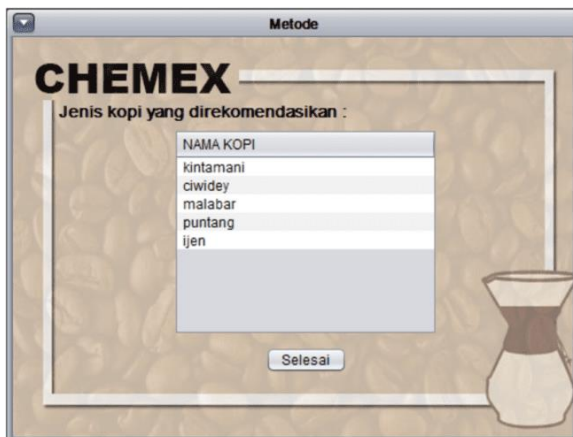 Metode
CHEMEX
Jenis kopi yang direkomendasikan :
NAMA KOPI
kintamani
ciwidey
malabar
puntang
ijen
Selesai